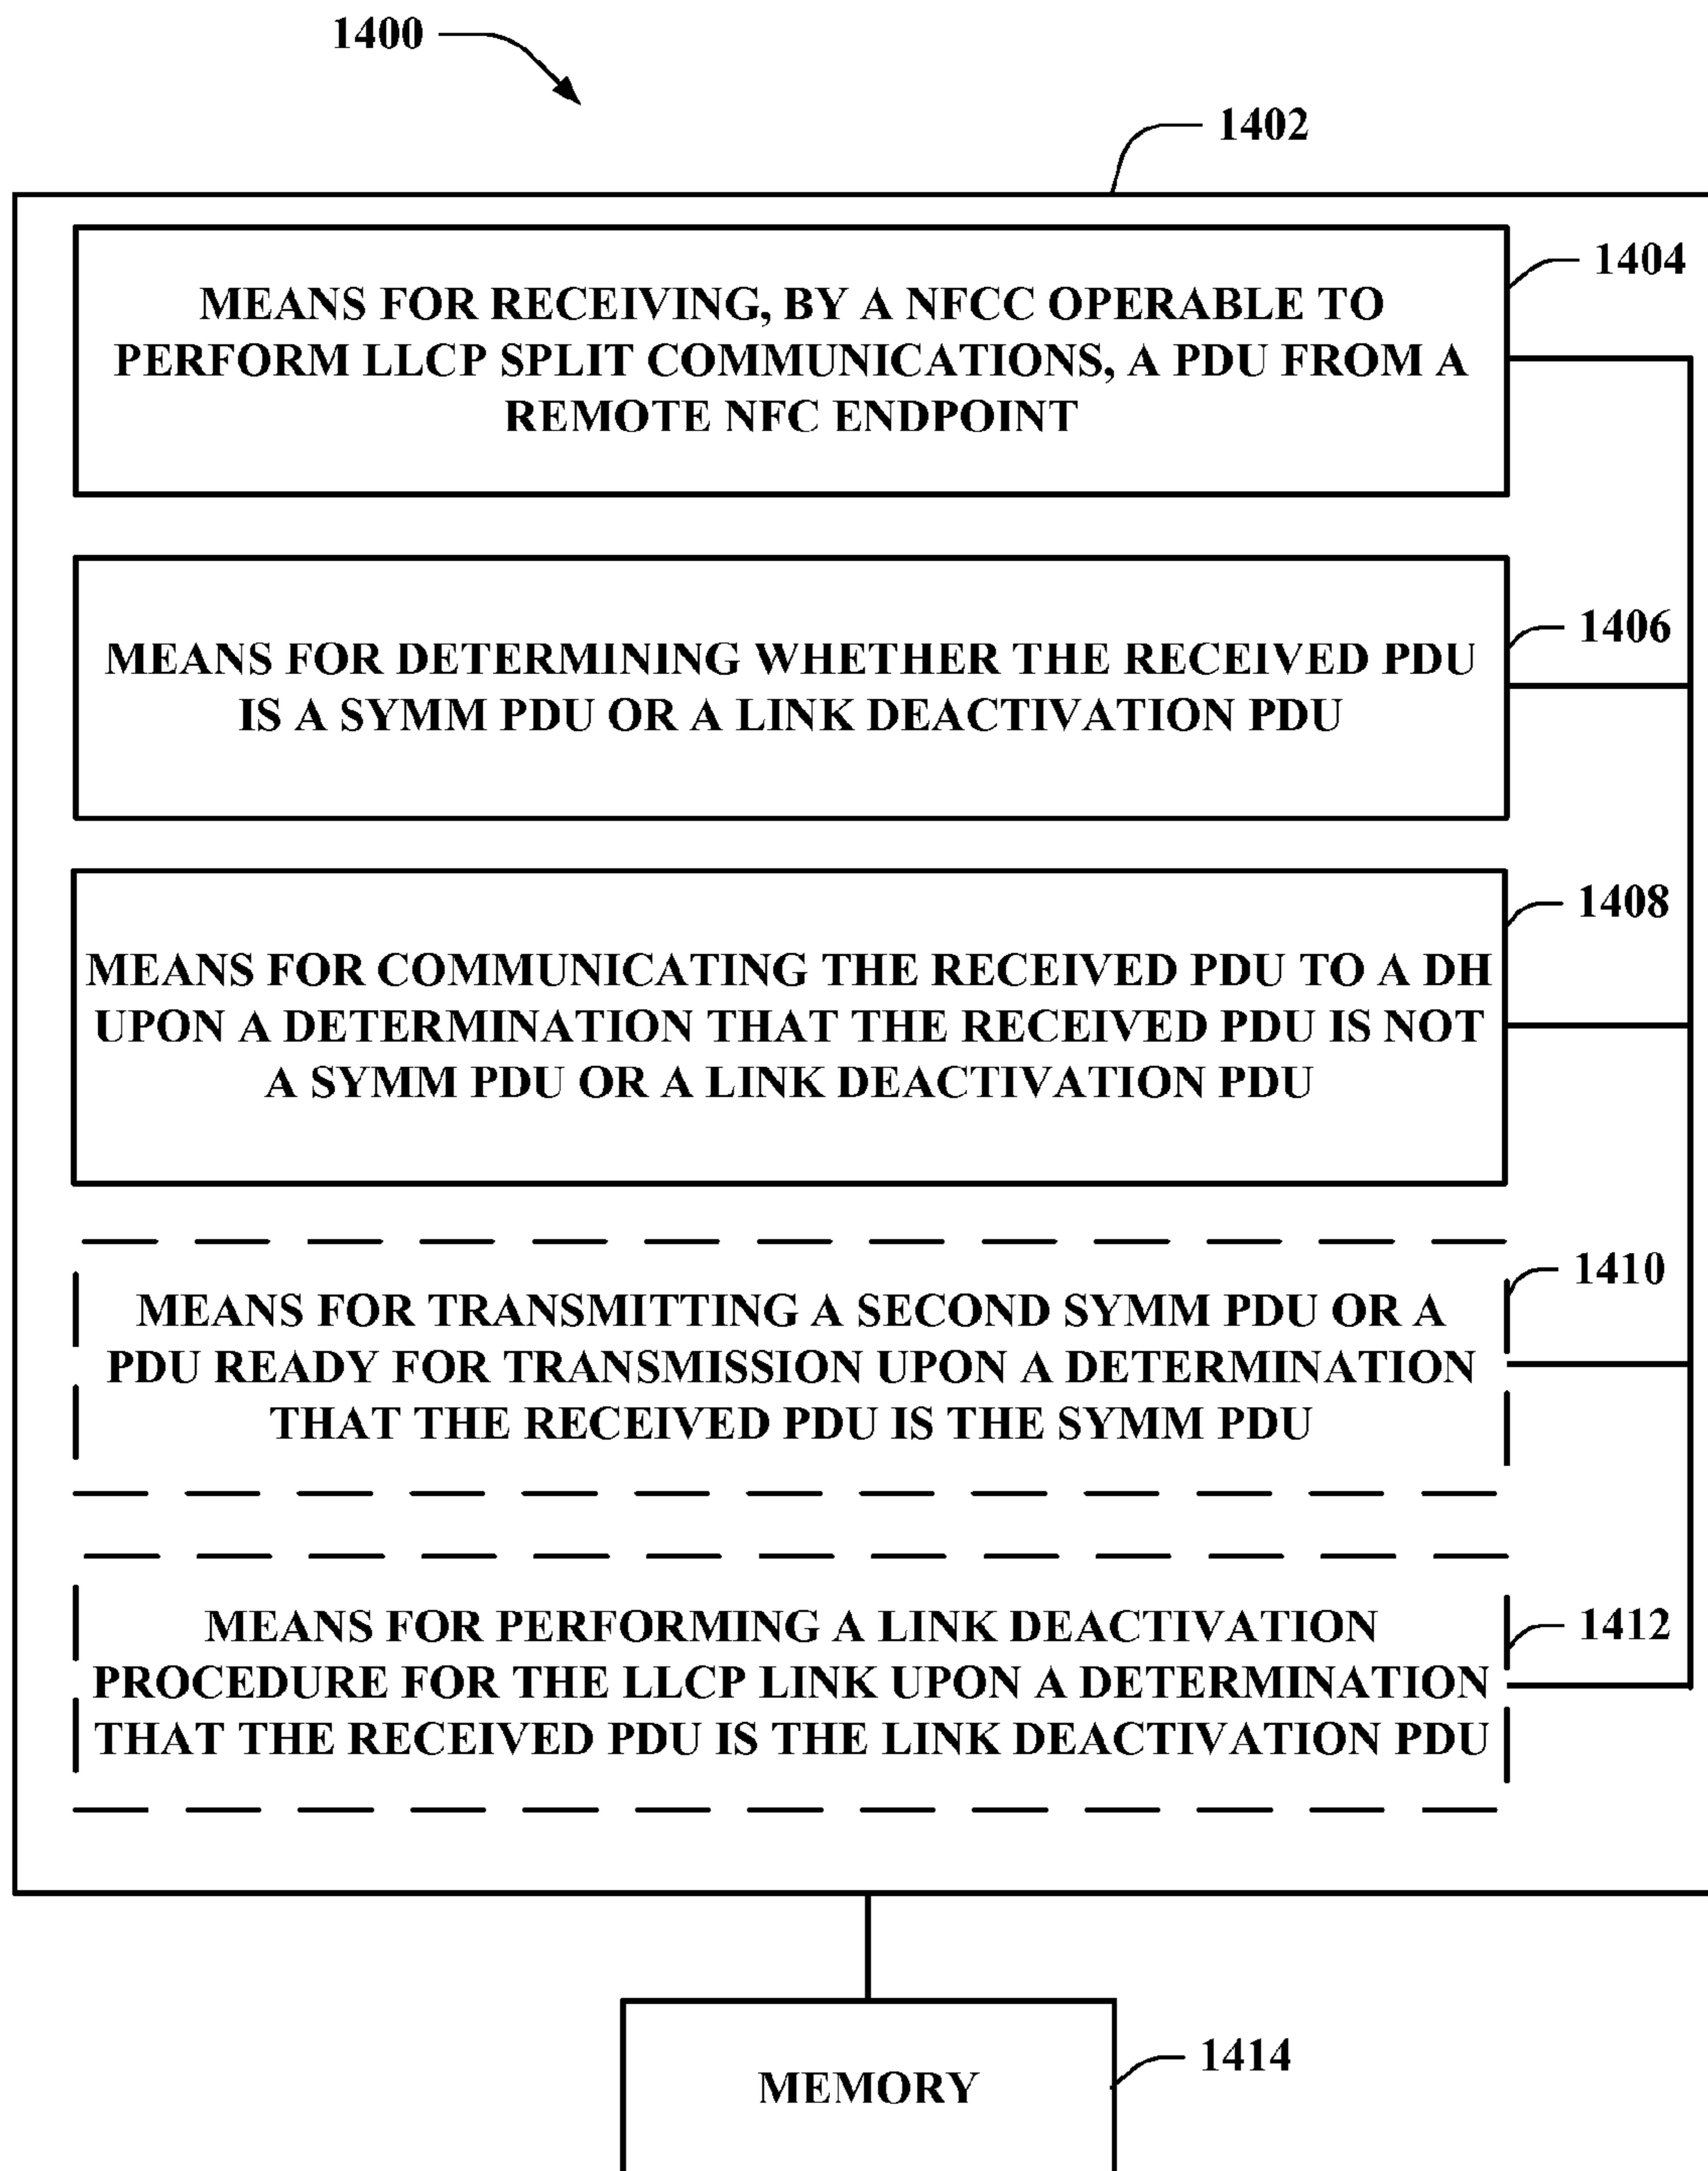 1400
1402
MEANS FOR RECEIVING, BY A NFCC OPERABLE TO
PERFORM LLCP SPLIT COMMUNICATIONS, A PDU FROM A
REMOTE NFC ENDPOINT
1404
MEANS FOR DETERMINING WHETHER THE RECEIVED PDU
IS A SYMM PDU OR A LINK DEACTIVATION PDU
1406
MEANS FOR COMMUNICATING THE RECEIVED PDU TO A DH
UPON A DETERMINATION THAT THE RECEIVED PDU IS NOT
A SYMM PDU OR A LINK DEACTIVATION PDU
1408
MEANS FOR TRANSMITTING A SECOND SYMM PDU OR A
PDU READY FOR TRANSMISSION UPON A DETERMINATION
THAT THE RECEIVED PDU IS THE SYMM PDU
1410
MEANS FOR PERFORMING A LINK DEACTIVATION
PROCEDURE FOR THE LLCP LINK UPON A DETERMINATION
THAT THE RECEIVED PDU IS THE LINK DEACTIVATION PDU
1412
MEMORY
1414